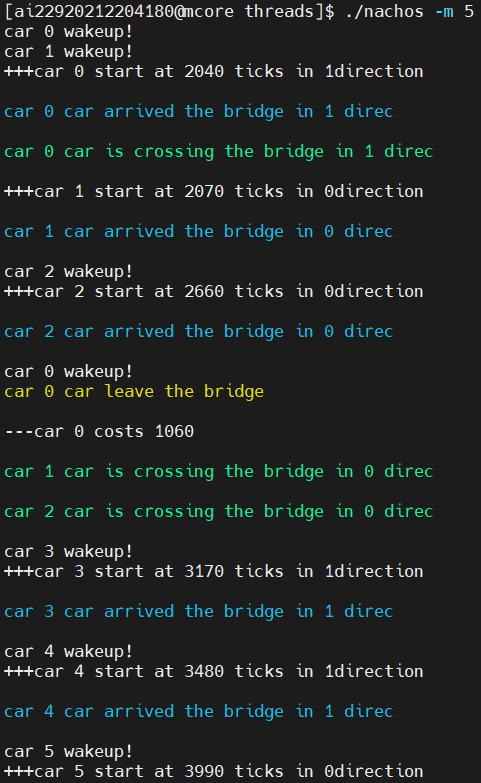 [ai22920212204180@mcore threads]$ ./nachos -m 5
car 0 wakeup!
car 1 wakeup!
+++car 0 start at 2040 ticks in 1direction
car 0 car arrived the bridge in 1 direc
car 0 car is crossing the bridge in 1 direc
+++car 1 start at 2070 ticks in 0direction
car 1 car arrived the bridge in 0 direc
car 2 wakeup!
+++car 2 start at 2660 ticks in 0direction
car 2 car arrived the bridge in 0 direc
car 0 wakeup!
car 0 car leave the bridge
---car 0 costs 1060
car 1 car is crossing the bridge in 0 direc
car 2 car is crossing the bridge in 0 direc
car 3 wakeup!
+++car 3 start at 3170 ticks in 1direction
car 3 car arrived the bridge in 1 direc
car 4 wakeup!
+++car 4 start at 3480 ticks in 1direction
car 4 car arrived the bridge in 1 direc
car 5 wakeup!
+++car 5 start at 3990 ticks in 0direction